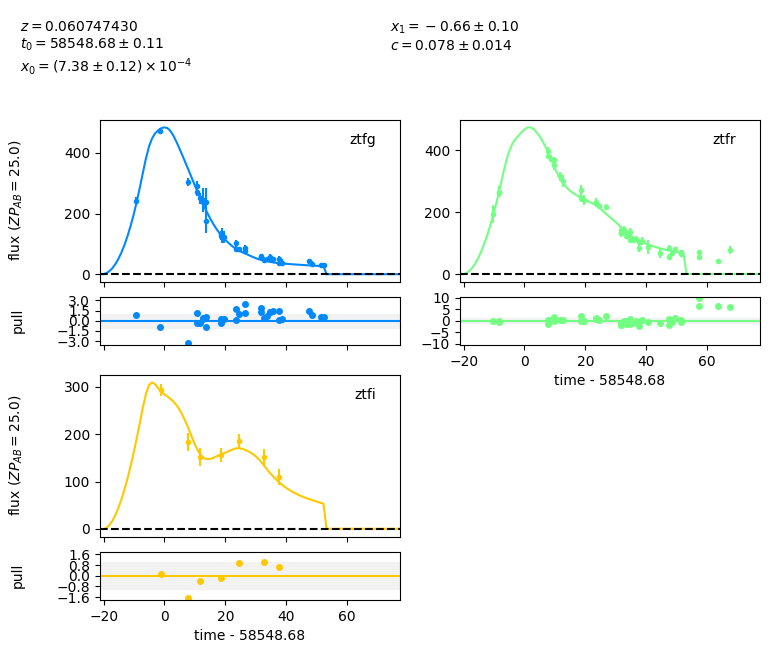 z = 0.060747430
t₀ = 58548.68 ± 0.11
x₀ = (7.38 ± 0.12) × 10⁻⁴
x₁ = −0.66 ± 0.10
c = 0.078 ± 0.014
ztfg
flux (ZP_AB = 25.0)
400
200
0
ztfr
400
200
0
pull
3.0
1.5
0.0
−1.5
−3.0
10
5
0
−5
−10
−20
0
20
40
60
time - 58548.68
ztfi
flux (ZP_AB = 25.0)
300
200
100
0
pull
1.6
0.8
0.0
−0.8
−1.6
−20
0
20
40
60
time - 58548.68